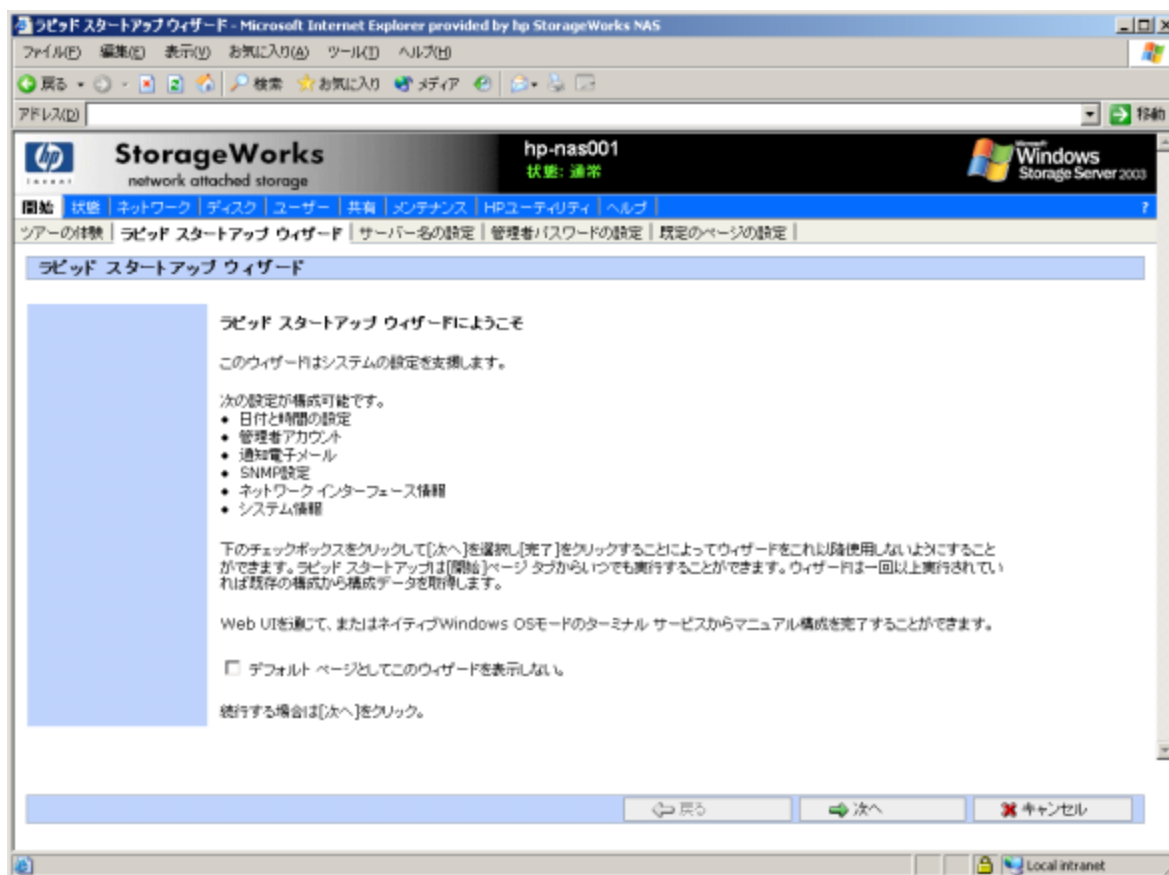 ラピッド スタートアップ ウィザード - Microsoft Internet Explorer provided by hp StorageWorks NAS
ファイル(F) 編集(E) 表示(V) お気に入り(A) ツール(T) ヘルプ(H)
戻る 検索 お気に入り メディア
アドレス(D) 移動
hp invent StorageWorks network attached storage
hp-nas001
状態: 通常
Microsoft Windows Storage Server 2003
開始 状態 ネットワーク ディスク ユーザー 共有 メンテナンス HPユーティリティ ヘルプ ?
ツアーの体験 ラピッド スタートアップ ウィザード サーバー名の設定 管理者パスワードの設定 既定のページの設定
ラピッド スタートアップ ウィザード
ラピッド スタートアップ ウィザードにようこそ
このウィザードはシステムの設定を支援します。
次の設定が構成可能です。
• 日付と時間の設定
• 管理者アカウント
• 通知電子メール
• SNMP設定
• ネットワーク インターフェース情報
• システム情報
下のチェックボックスをクリックして[次へ]を選択し[完了]をクリックすることによってウィザードをこれ以降使用しないようにすること
ができます。ラピッド スタートアップは[開始]ページ タブからいつでも実行することができます。ウィザードは一回以上実行されてい
れば既存の構成から構成データを取得します。
Web UIを通じて、またはネイティブWindows OSモードのターミナル サービスからマニュアル構成を完了することができます。
デフォルト ページとしてこのウィザードを表示しない。
続行する場合は[次へ]をクリック。
戻る 次へ キャンセル
Local intranet